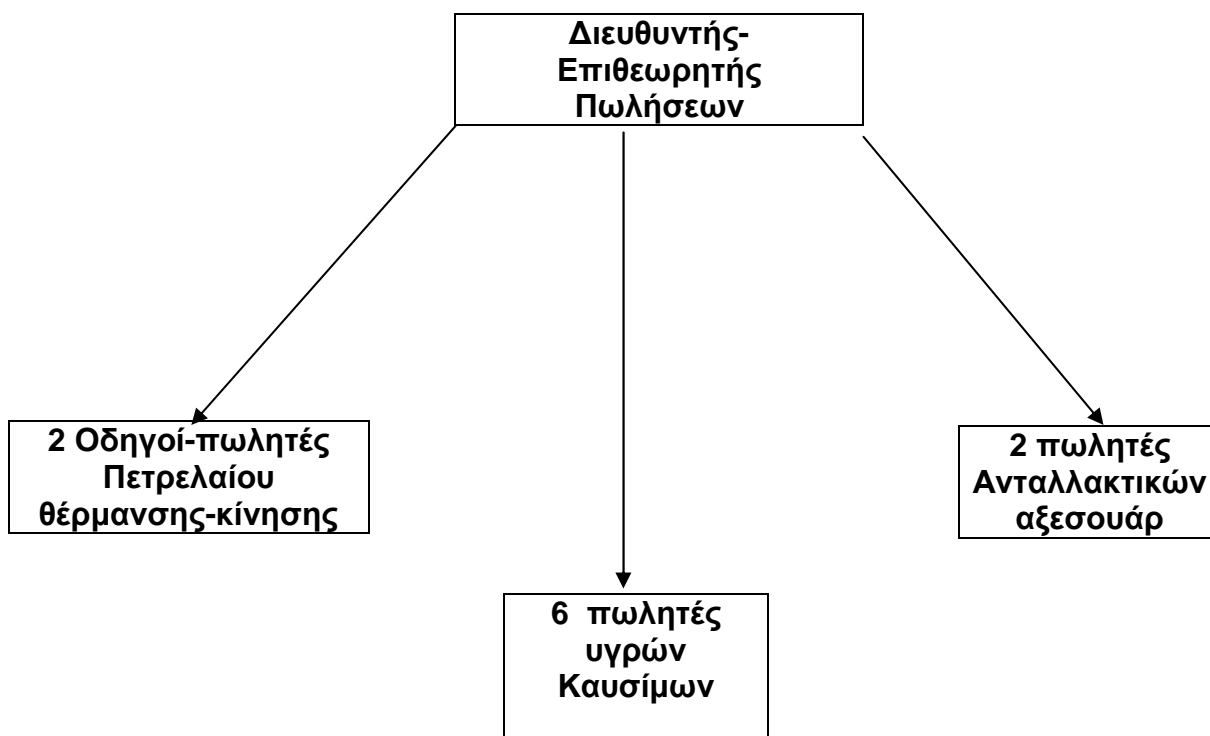 Διευθυντής-
Επιθεωρητής
Πωλήσεων
2 Οδηγοί-πωλητές
Πετρελαίου
θέρμανσης-κίνησης
2 πωλητές
Ανταλλακτικών
αξεσουάρ
6 πωλητές
υγρών
Καυσίμων